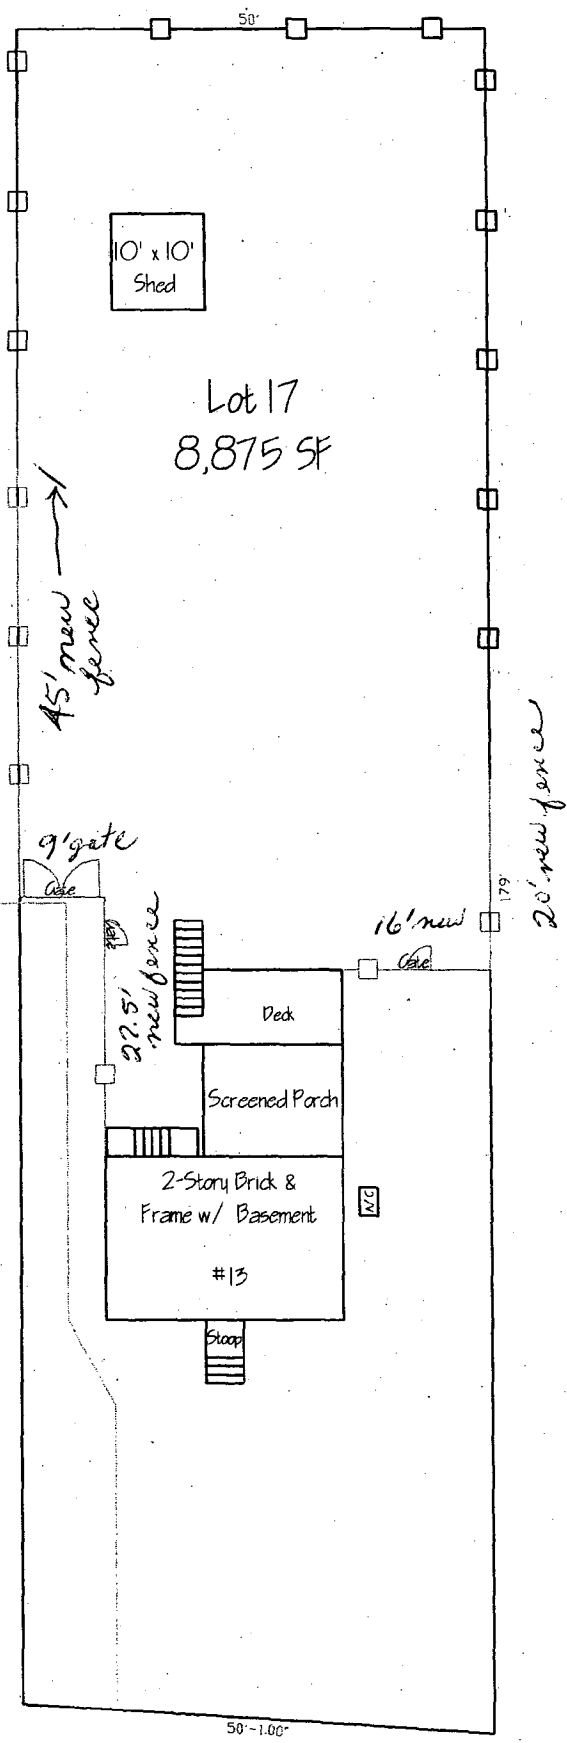 50'
10' x 10'
Shed
Lot 17
8,875 SF
45' new
fence
20' new fence
9' gate
Gate
179'
16' new
Gate
Gate
27.5'
new fence
Deck
Screened Porch
2-Story Brick &
Frame w/ Basement
#13
A/C
Stoop
50'-1.00"